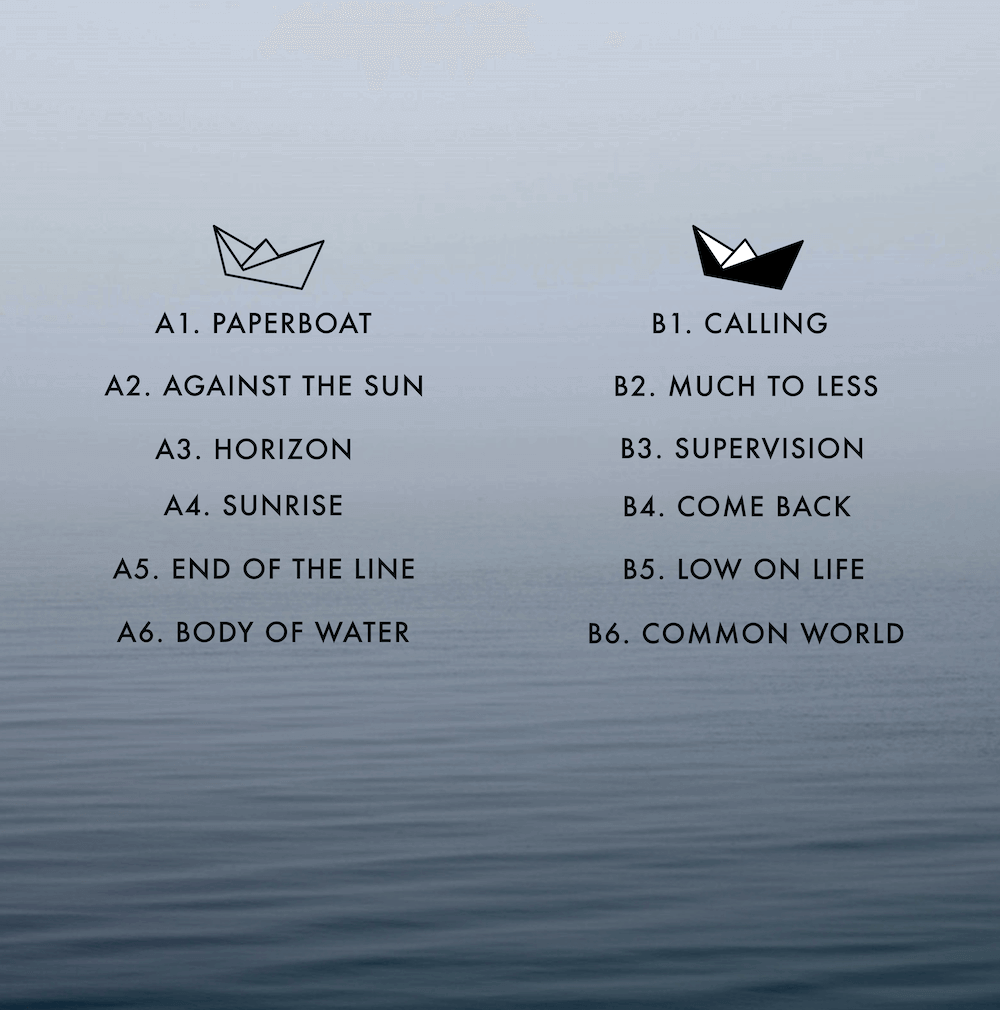 A1. PAPERBOAT
A2. AGAINST THE SUN
A3. HORIZON
A4. SUNRISE
A5. END OF THE LINE
A6. BODY OF WATER
B1. CALLING
B2. MUCH TO LESS
B3. SUPERVISION
B4. COME BACK
B5. LOW ON LIFE
B6. COMMON WORLD